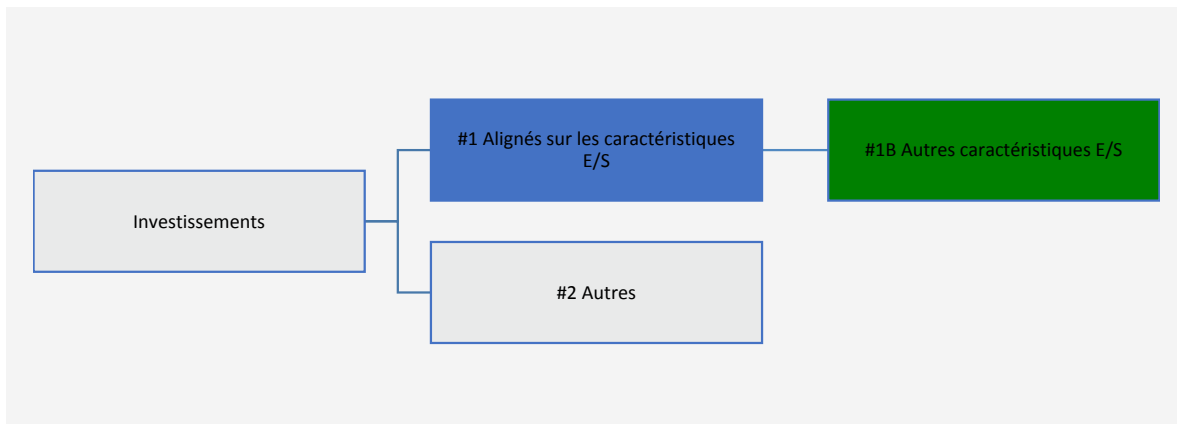 #1 Alignés sur les caractéristiques
E/S
#1B Autres caractéristiques E/S
Investissements
#2 Autres